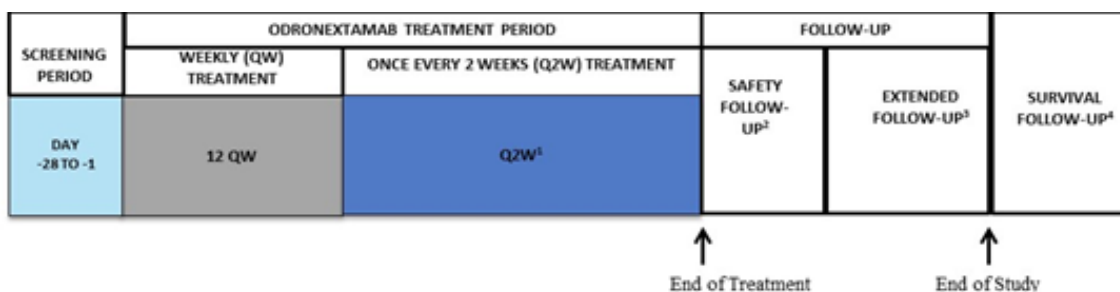 ODRONEXTAMAB TREATMENT PERIOD
FOLLOW-UP
SCREENING
PERIOD
WEEKLY (QW)
TREATMENT
ONCE EVERY 2 WEEKS (Q2W) TREATMENT
SAFETY
FOLLOW-
UP²
EXTENDED
FOLLOW-UP³
SURVIVAL
FOLLOW-UP⁴
DAY
-28 TO -1
12 QW
Q2W¹
End of Treatment
End of Study